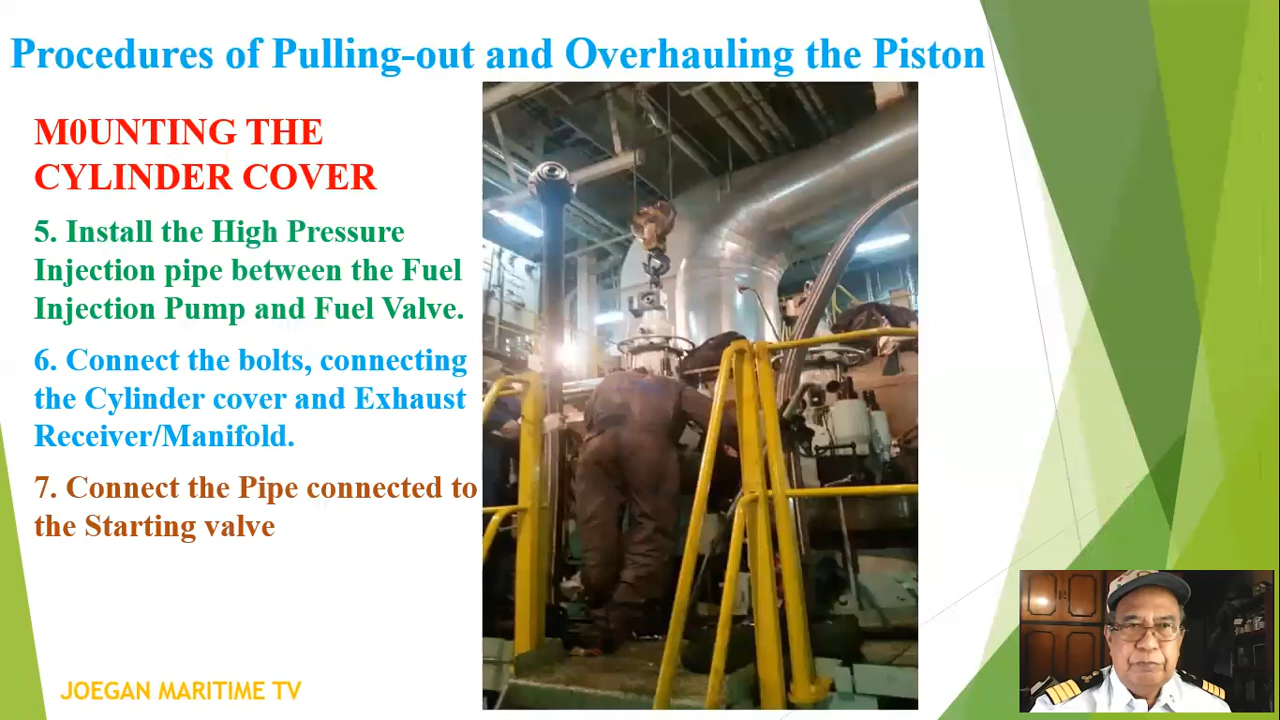 Procedures of Pulling-out and Overhauling the Piston
M0UNTING THE
CYLINDER COVER
5. Install the High Pressure
Injection pipe between the Fuel
Injection Pump and Fuel Valve.
6. Connect the bolts, connecting
the Cylinder cover and Exhaust
Receiver/Manifold.
7. Connect the Pipe connected to
the Starting valve
JOEGAN MARITIME TV